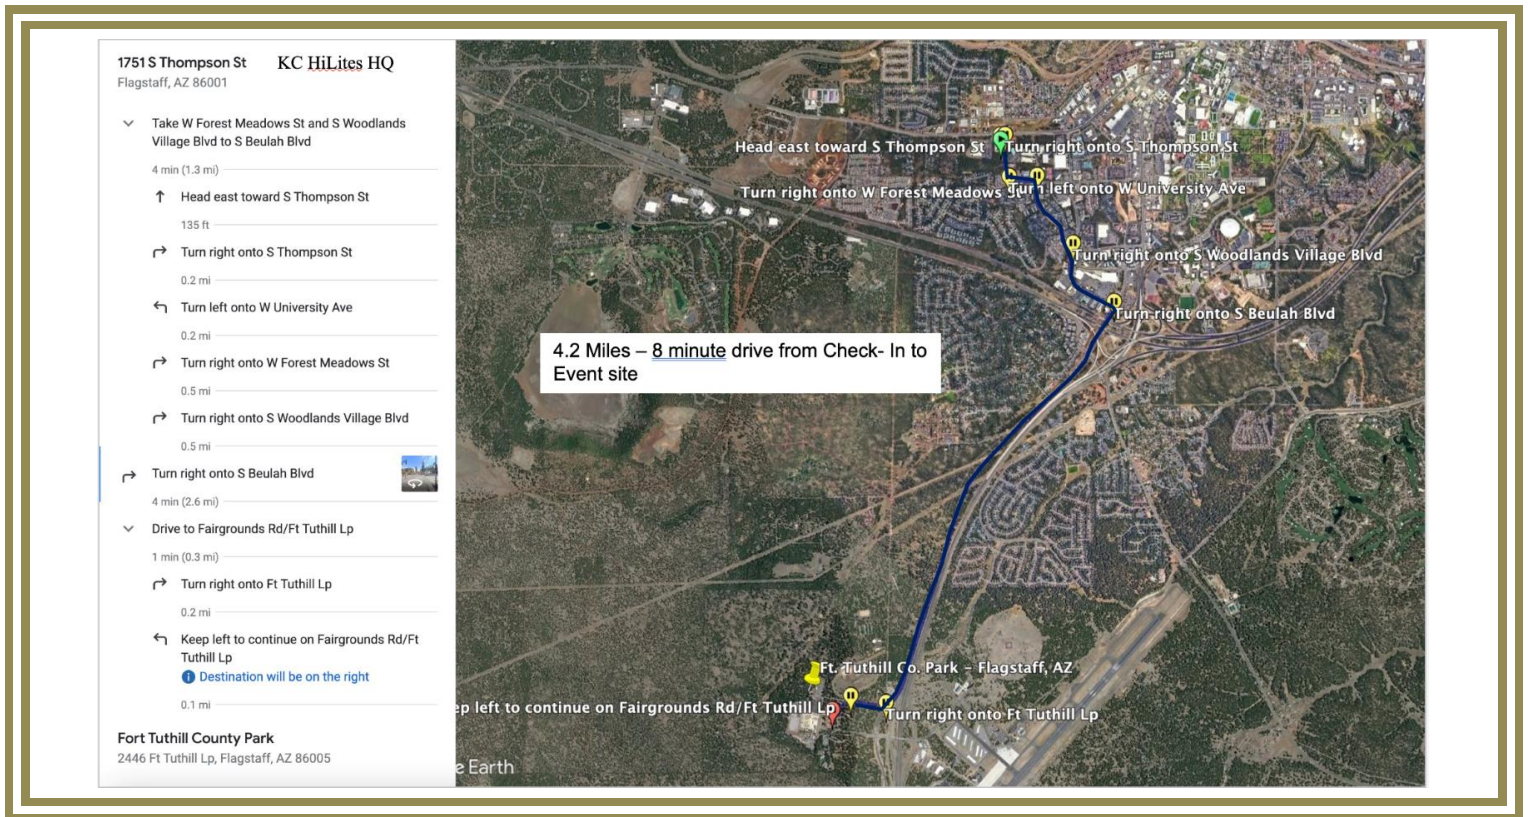 1751 S Thompson St KC HiLites HQ
Flagstaff, AZ 86001
Take W Forest Meadows St and S Woodlands
Village Blvd to S Beulah Blvd
4 min (1.3 mi)
Head east toward S Thompson St
135 ft
Turn right onto S Thompson St
0.2 mi
Turn left onto W University Ave
0.2 mi
Turn right onto W Forest Meadows St
0.5 mi
Turn right onto S Woodlands Village Blvd
0.5 mi
Turn right onto S Beulah Blvd
4 min (2.6 mi)
Drive to Fairgrounds Rd/Ft Tuthill Lp
1 min (0.3 mi)
Turn right onto Ft Tuthill Lp
0.2 mi
Keep left to continue on Fairgrounds Rd/Ft
Tuthill Lp
Destination will be on the right
0.1 mi
Fort Tuthill County Park
2446 Ft Tuthill Lp, Flagstaff, AZ 86005
Head east toward S Thompson St
Turn right onto S Thompson St
Turn right onto W Forest Meadows St
Turn left onto W University Ave
Turn right onto S Woodlands Village Blvd
Turn right onto S Beulah Blvd
4.2 Miles – 8 minute drive from Check- In to
Event site
Ft. Tuthill Co. Park – Flagstaff, AZ
ep left to continue on Fairgrounds Rd/Ft Tuthill Lp
Turn right onto Ft Tuthill Lp
e Earth